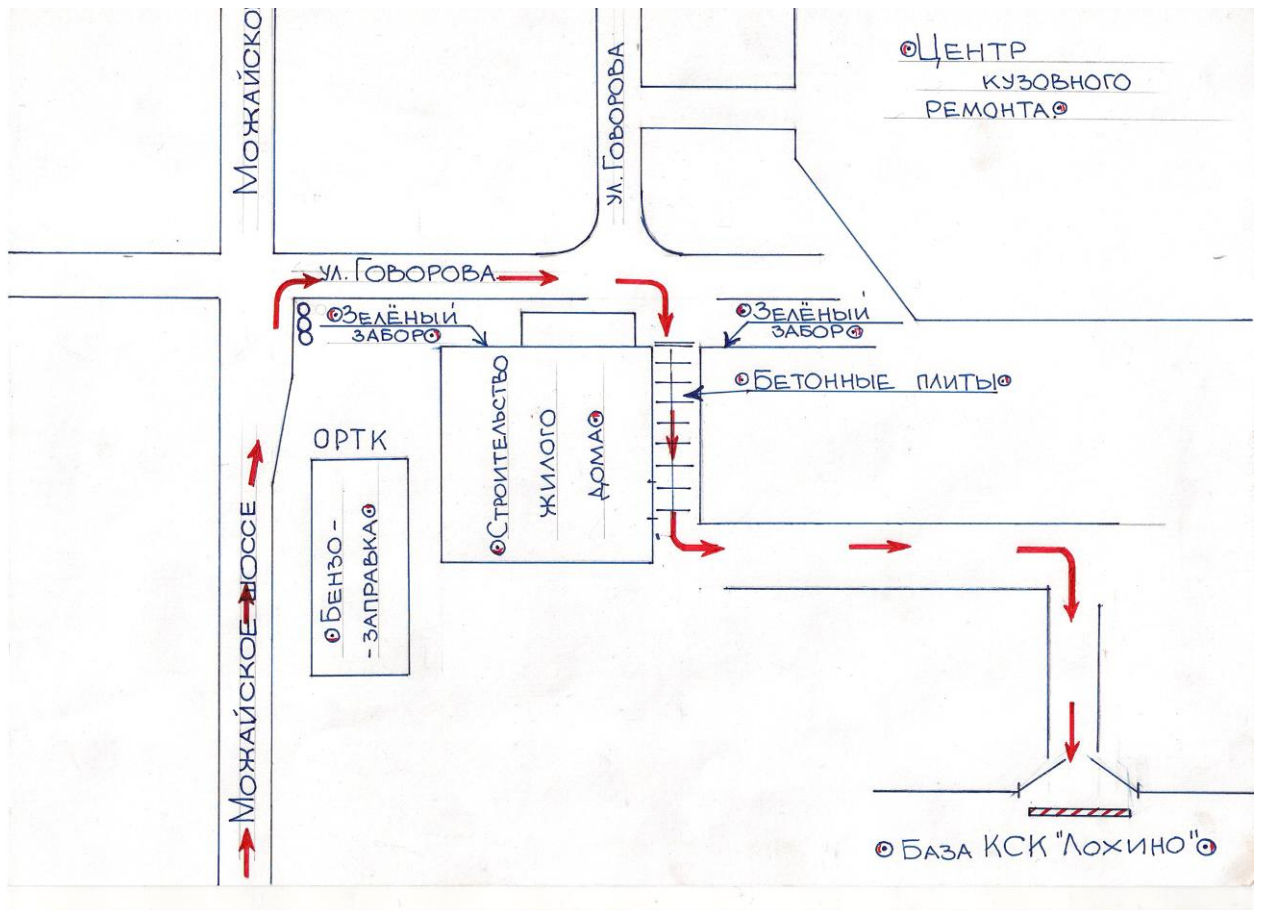 МОЖАЙСКО
УЛ. ГОВОРОВА
ЦЕНТР
КУЗОВНОГО
РЕМОНТА
УЛ. ГОВОРОВА
ЗЕЛЁНЫЙ
ЗАБОР
ЗЕЛЁНЫЙ
ЗАБОР
БЕТОННЫЕ ПЛИТЫ
СТРОИТЕЛЬСТВО
ЖИЛОГО
ДОМА
ОРТК
БЕНЗО-
-ЗАПРАВКА
МОЖАЙСКОЕ ШОССЕ
БАЗА КСК "ЛОХИНО"